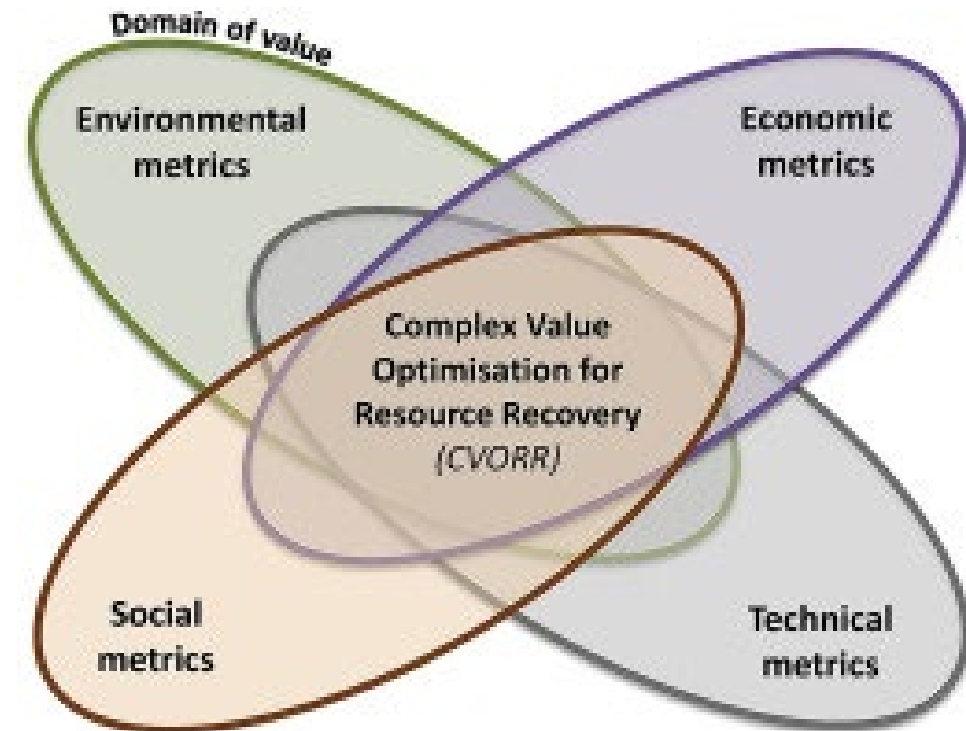 Domain of value
Environmental
metrics
Economic
metrics
Complex Value
Optimisation for
Resource Recovery
(CVORR)
Social
metrics
Technical
metrics